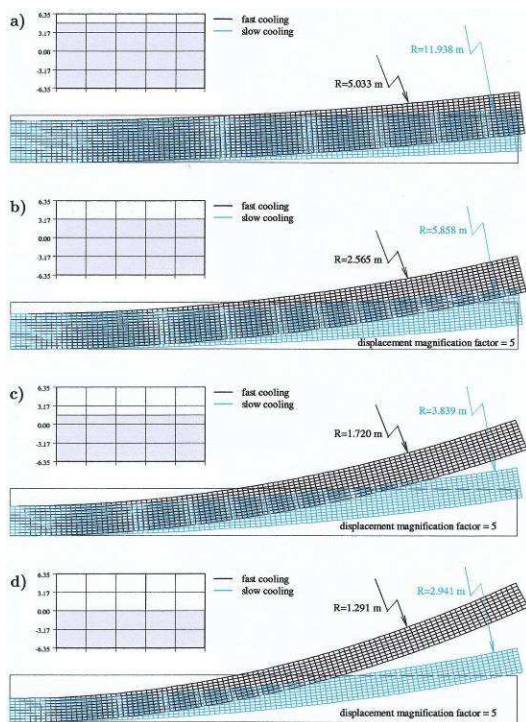 a)
6.35
3.17
0.00
-3.17
-6.35
fast cooling
slow cooling
R=11.938 m
R=5.033 m
b)
6.35
3.17
0.00
-3.17
-6.35
fast cooling
slow cooling
R=5.858 m
R=2.565 m
displacement magnification factor = 5
c)
6.35
3.17
0.00
-3.17
-6.35
fast cooling
slow cooling
R=3.839 m
R=1.720 m
displacement magnification factor = 5
d)
6.35
3.17
0.00
-3.17
-6.35
fast cooling
slow cooling
R=2.941 m
R=1.291 m
displacement magnification factor = 5